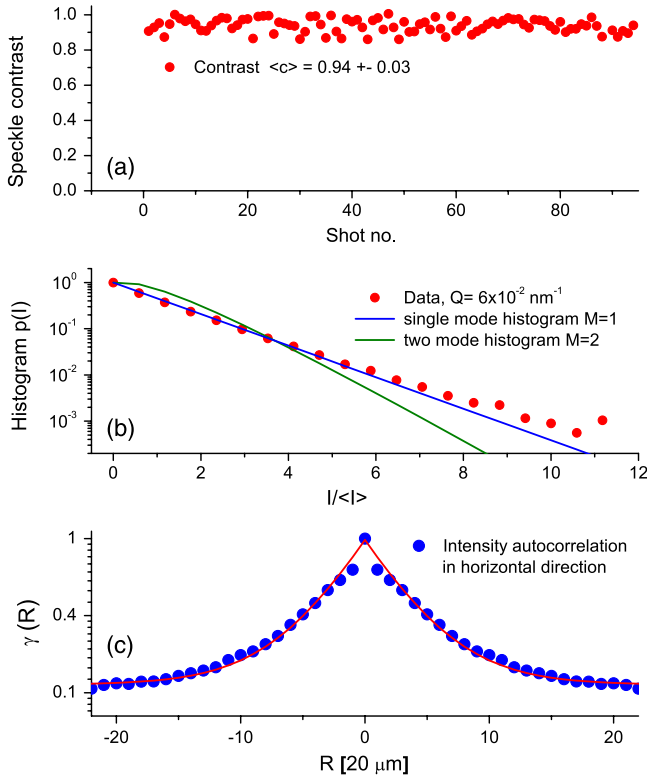 1.0
0.8
0.6
0.4
0.2
0.0
Speckle contrast
Contrast <c> = 0.94 +- 0.03
(a)
0 20 40 60 80
Shot no.
10⁰
10⁻¹
10⁻²
10⁻³
Histogram p(I)
Data, Q= 6x10⁻² nm⁻¹
single mode histogram M=1
two mode histogram M=2
(b)
0 2 4 6 8 10 12
I/<I>
1
0.4
0.1
γ (R)
Intensity autocorrelation
in horizontal direction
(c)
-20 -10 0 10 20
R [20 μm]